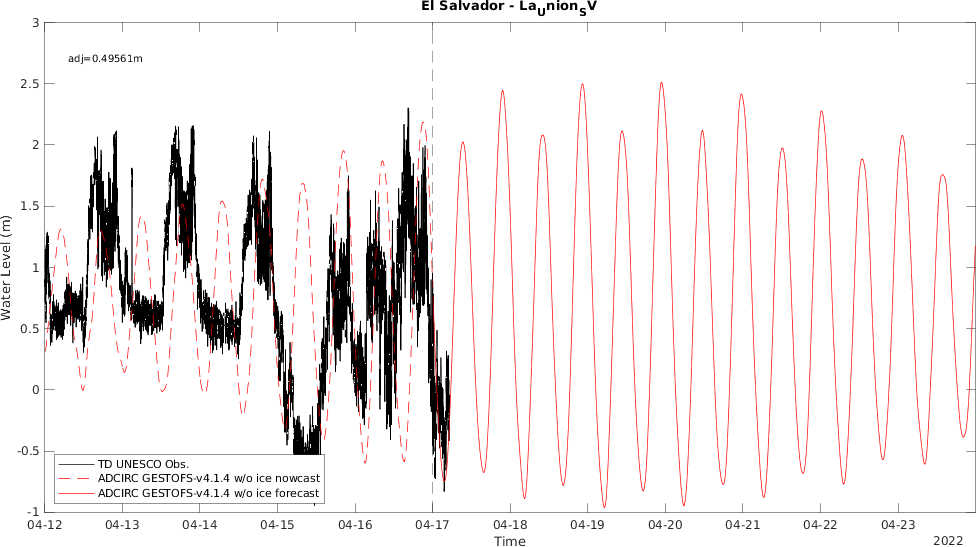 El Salvador - LaUnionSV
3
adj=0.49561m
2.5
2
1.5
1
0.5
0
-0.5
-1
Water Level (m)
TD UNESCO Obs.
ADCIRC GESTOFS-v4.1.4 w/o ice nowcast
ADCIRC GESTOFS-v4.1.4 w/o ice forecast
04-12 04-13 04-14 04-15 04-16 04-17 04-18 04-19 04-20 04-21 04-22 04-23
Time
2022